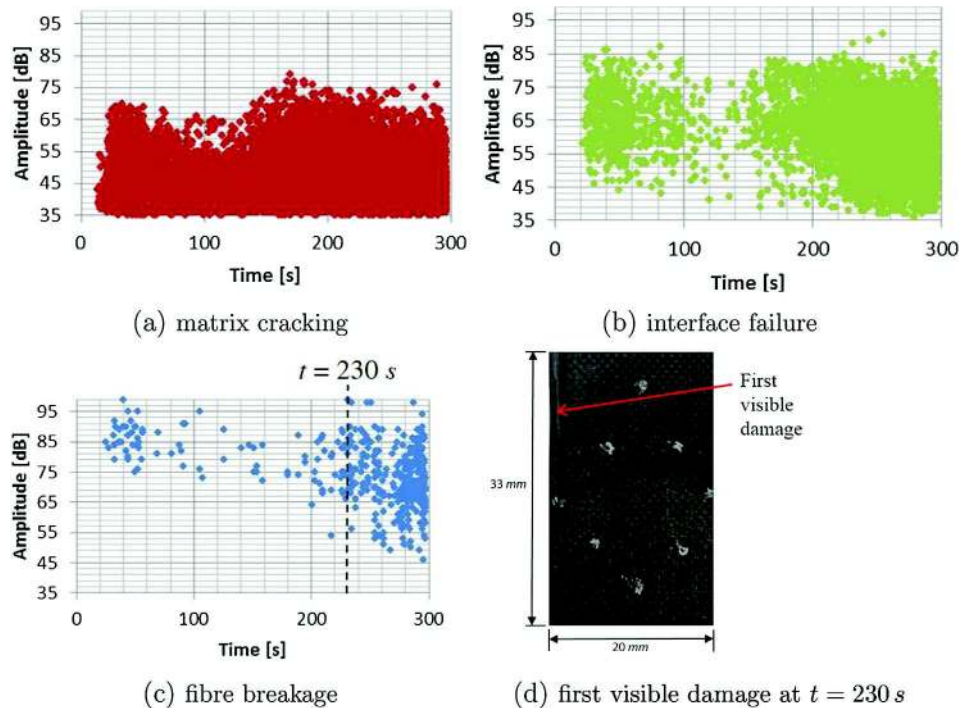 95
85
75
65
55
45
35
Amplitude [dB]
0 100 200 300
Time [s]
(a) matrix cracking
95
85
75
65
55
45
35
Amplitude [dB]
0 100 200 300
Time [s]
(b) interface failure
t = 230 s
95
85
75
65
55
45
35
Amplitude [dB]
0 100 200 300
Time [s]
(c) fibre breakage
First
visible
damage
33 mm
20 mm
(d) first visible damage at t = 230 s